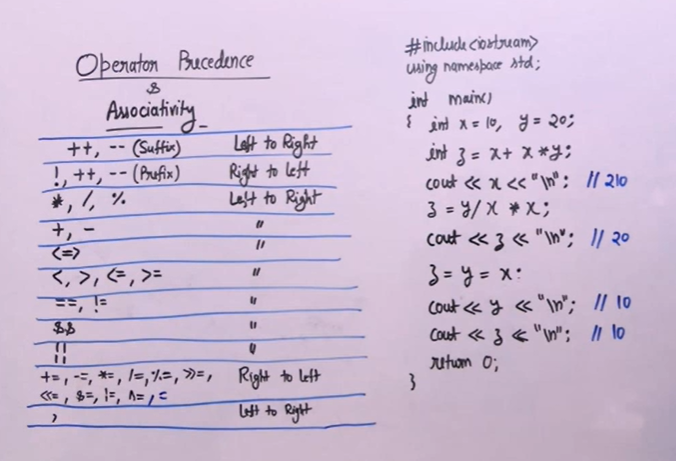 Operator Precedence
&
Associativity
++, -- (Suffix) Left to Right
!, ++, -- (Prefix) Right to Left
*, /, % Left to Right
+, - "
<=> "
<, >, <=, >= "
==, != "
&& "
|| "
+=, -=, *=, /=, %=, >>=, Right to Left
<<=, &=, |=, ^=, =
, Left to Right
#include<iostream>
using namespace std;
int main()
{ int x = 10, y = 20;
int z = x + x * y;
cout << x << "\n"; // 210
z = y / x * x;
cout << z << "\n"; // 20
z = y = x;
cout << y << "\n"; // 10
cout << z << "\n"; // 10
return 0;
}